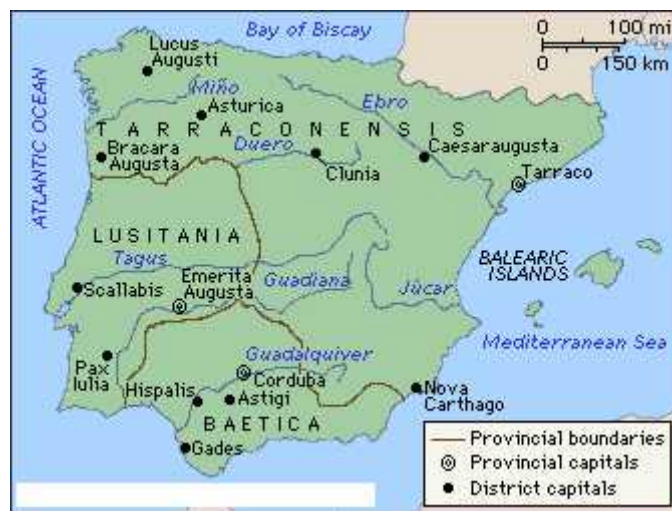 Bay of Biscay
0 100 mi
0 150 km
Lucus
Augusti
Miño
Asturica
Ebro
ATLANTIC OCEAN
TARRACONENSIS
Bracara
Augusta
Duero
Clunia
Caesaraugusta
Tarraco
LUSITANIA
BALEARIC
ISLANDS
Tagus
Scallabis
Emerita
Augusta
Guadiana
Júcar
Mediterranean Sea
Pax
Iulia
Guadalquiver
Hispalis
Corduba
Astigi
Nova
Carthago
BAETICA
Gades
Provincial boundaries
Provincial capitals
District capitals